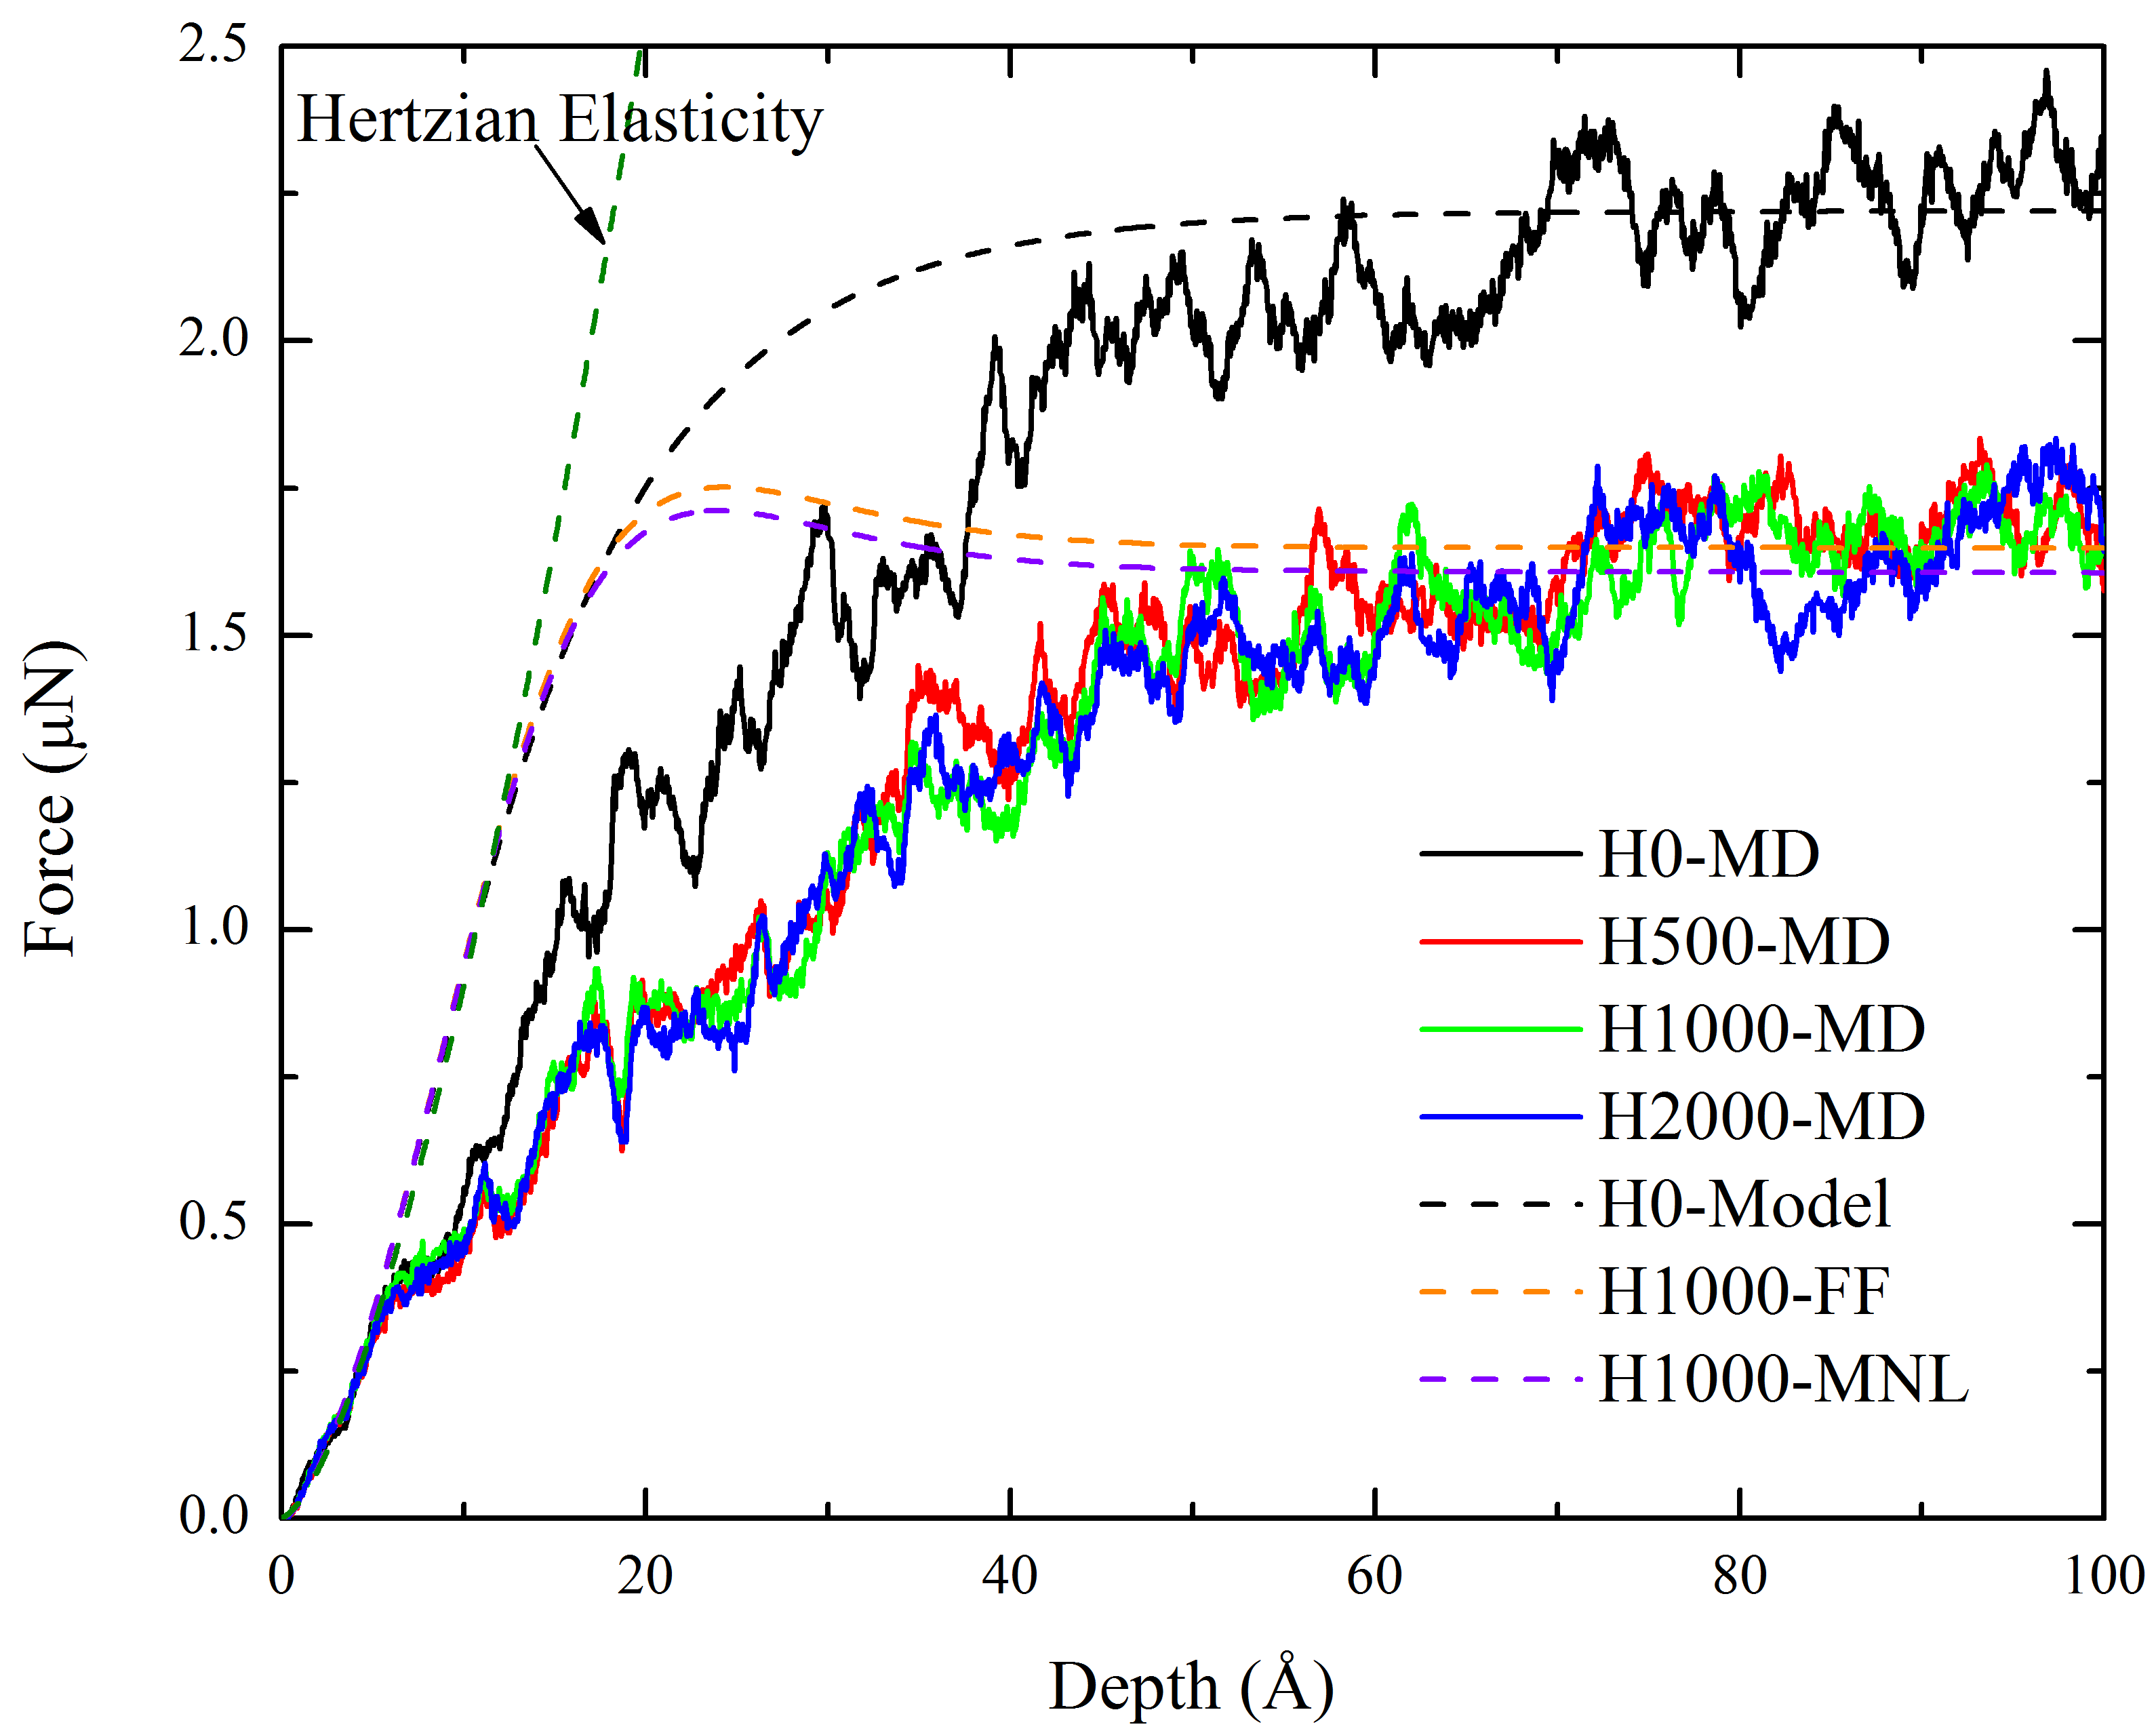 2.5
Hertzian Elasticity
2.0
1.5
1.0
0.5
0.0
Force (μN)
H0-MD
H500-MD
H1000-MD
H2000-MD
H0-Model
H1000-FF
H1000-MNL
0 20 40 60 80 100
Depth (Å)